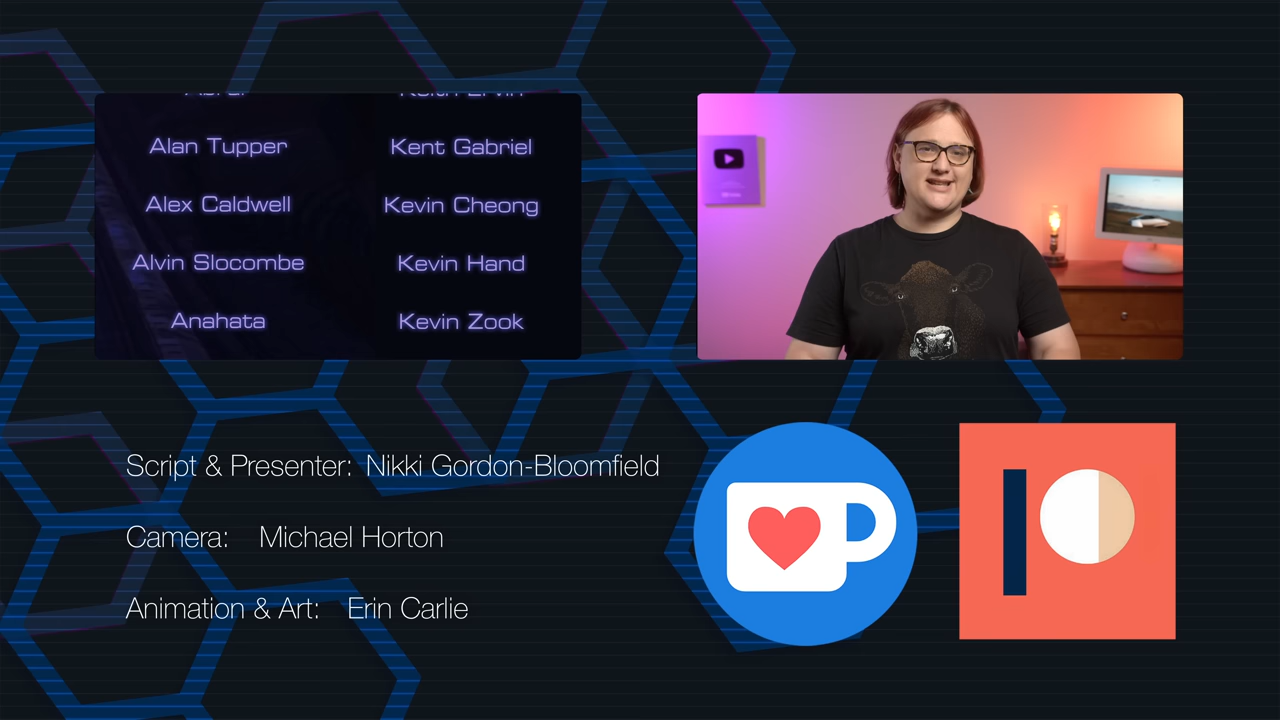 Alan Tupper
Kent Gabriel
Alex Caldwell
Kevin Cheong
Alvin Slocombe
Kevin Hand
Anahata
Kevin Zook
Script & Presenter: Nikki Gordon-Bloomfield
Camera: Michael Horton
Animation & Art: Erin Carlie